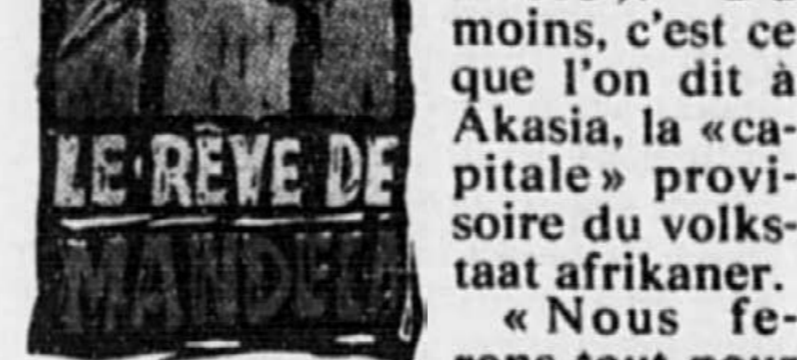 LE RÊVE DE
MANDELA
moins, c'est ce
que l'on dit à
Akasia, la «ca-
pitale» provi-
soire du volks-
taat afrikaner.
« Nous fe-